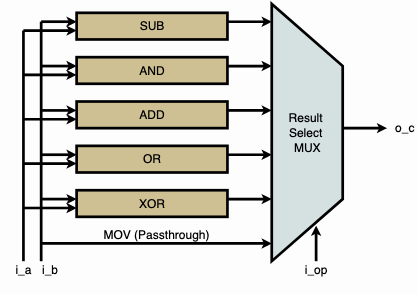 SUB
AND
ADD
OR
XOR
MOV (Passthrough)
Result
Select
MUX
o_c
i_a
i_b
i_op